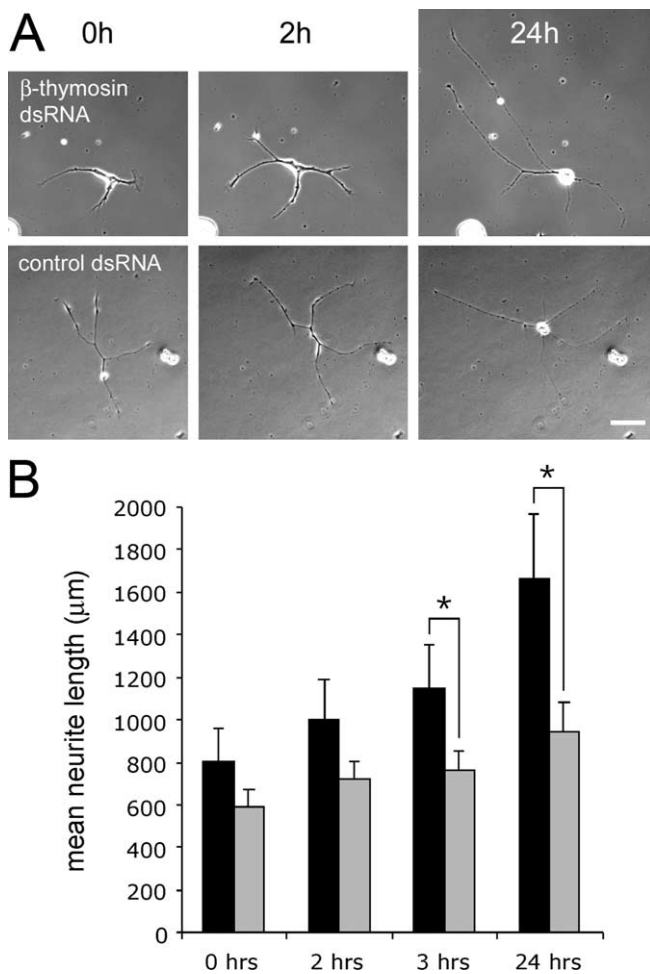 A
0h
2h
24h
β-thymosin
dsRNA
control dsRNA
B
mean neurite length (μm)
2000
1800
1600
1400
1200
1000
800
600
400
200
0
*
*
0 hrs
2 hrs
3 hrs
24 hrs